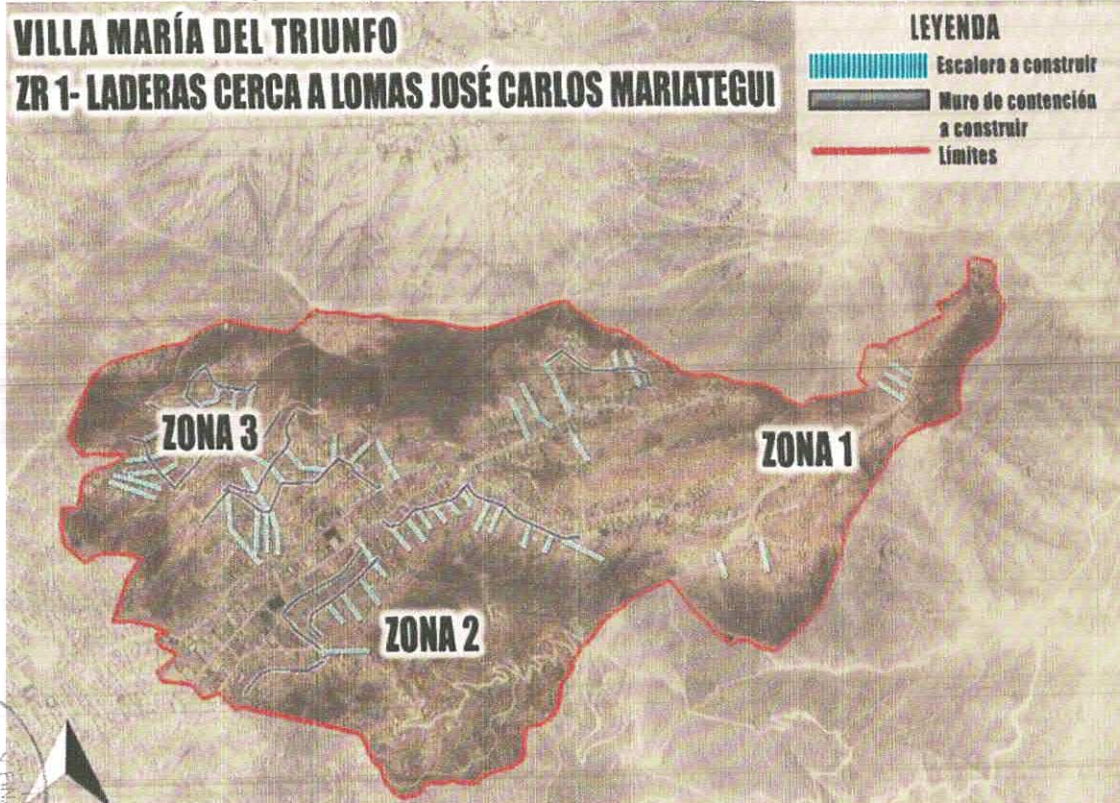 VILLA MARÍA DEL TRIUNFO
ZR 1- LADERAS CERCA A LOMAS JOSÉ CARLOS MARIATEGUI
LEYENDA
Escalera a construir
Muro de contención
a construir
Límites
ZONA 3
ZONA 1
ZONA 2